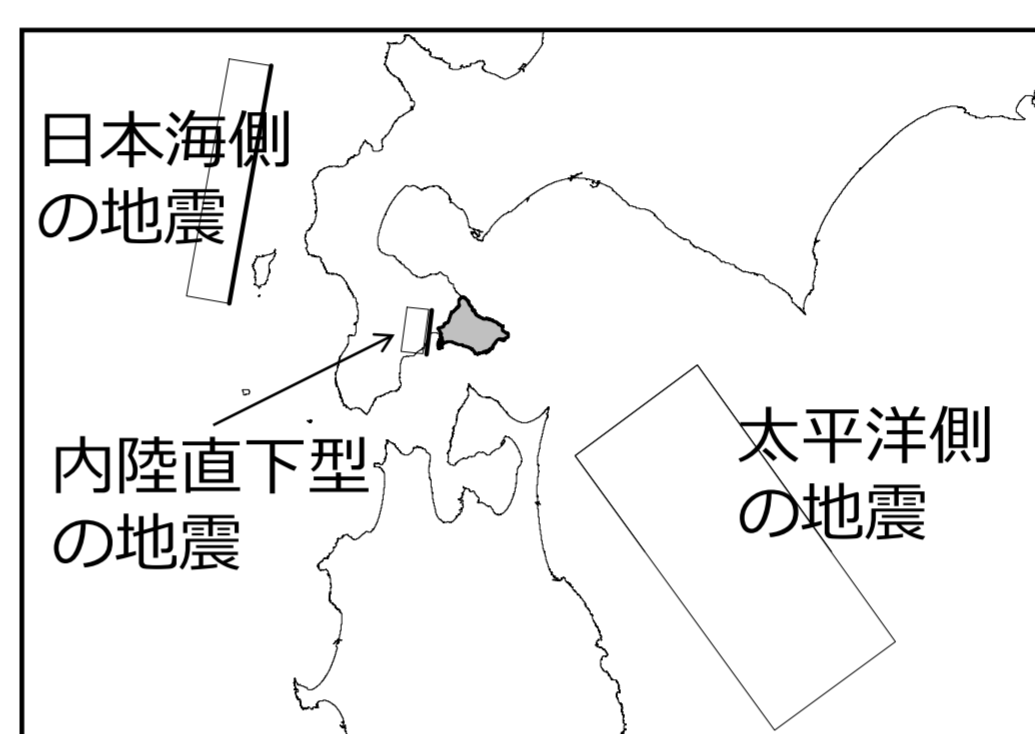 日本海側
の地震
内陸直下型
の地震
太平洋側
の地震